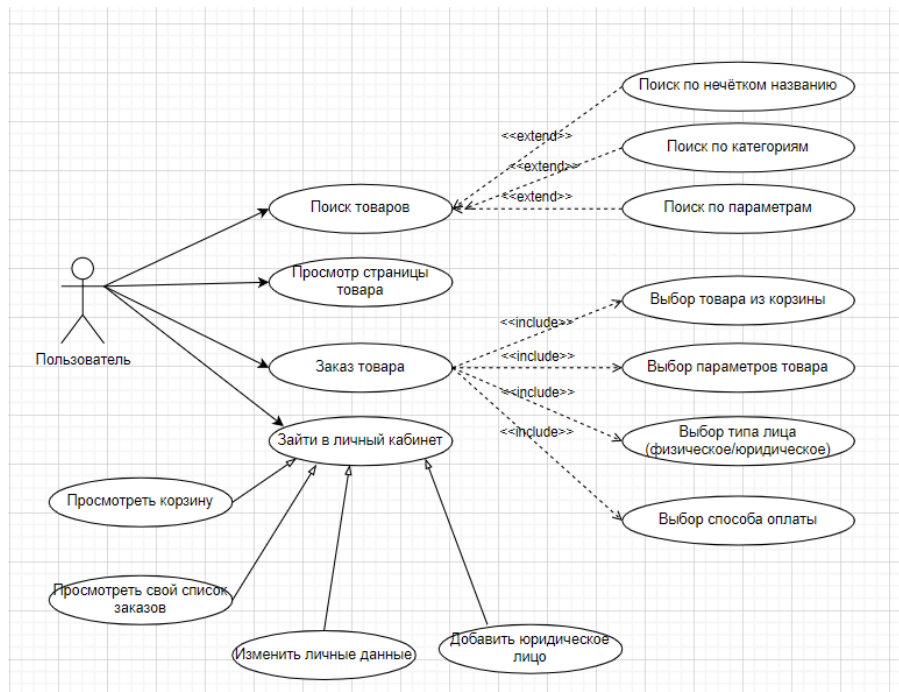 Поиск по нечётком названию
<<extend>>
Поиск по категориям
<<extend>>
<<extend>>
Поиск товаров
Поиск по параметрам
Просмотр страницы
товара
Выбор товара из корзины
<<include>>
Пользователь
<<include>>
Заказ товара
Выбор параметров товара
<<include>>
<<include>>
Выбор типа лица
(физическое/юридическое)
Зайти в личный кабинет
Просмотреть корзину
Выбор способа оплаты
Просмотреть свой список
заказов
Изменить личные данные
Добавить юридическое
лицо